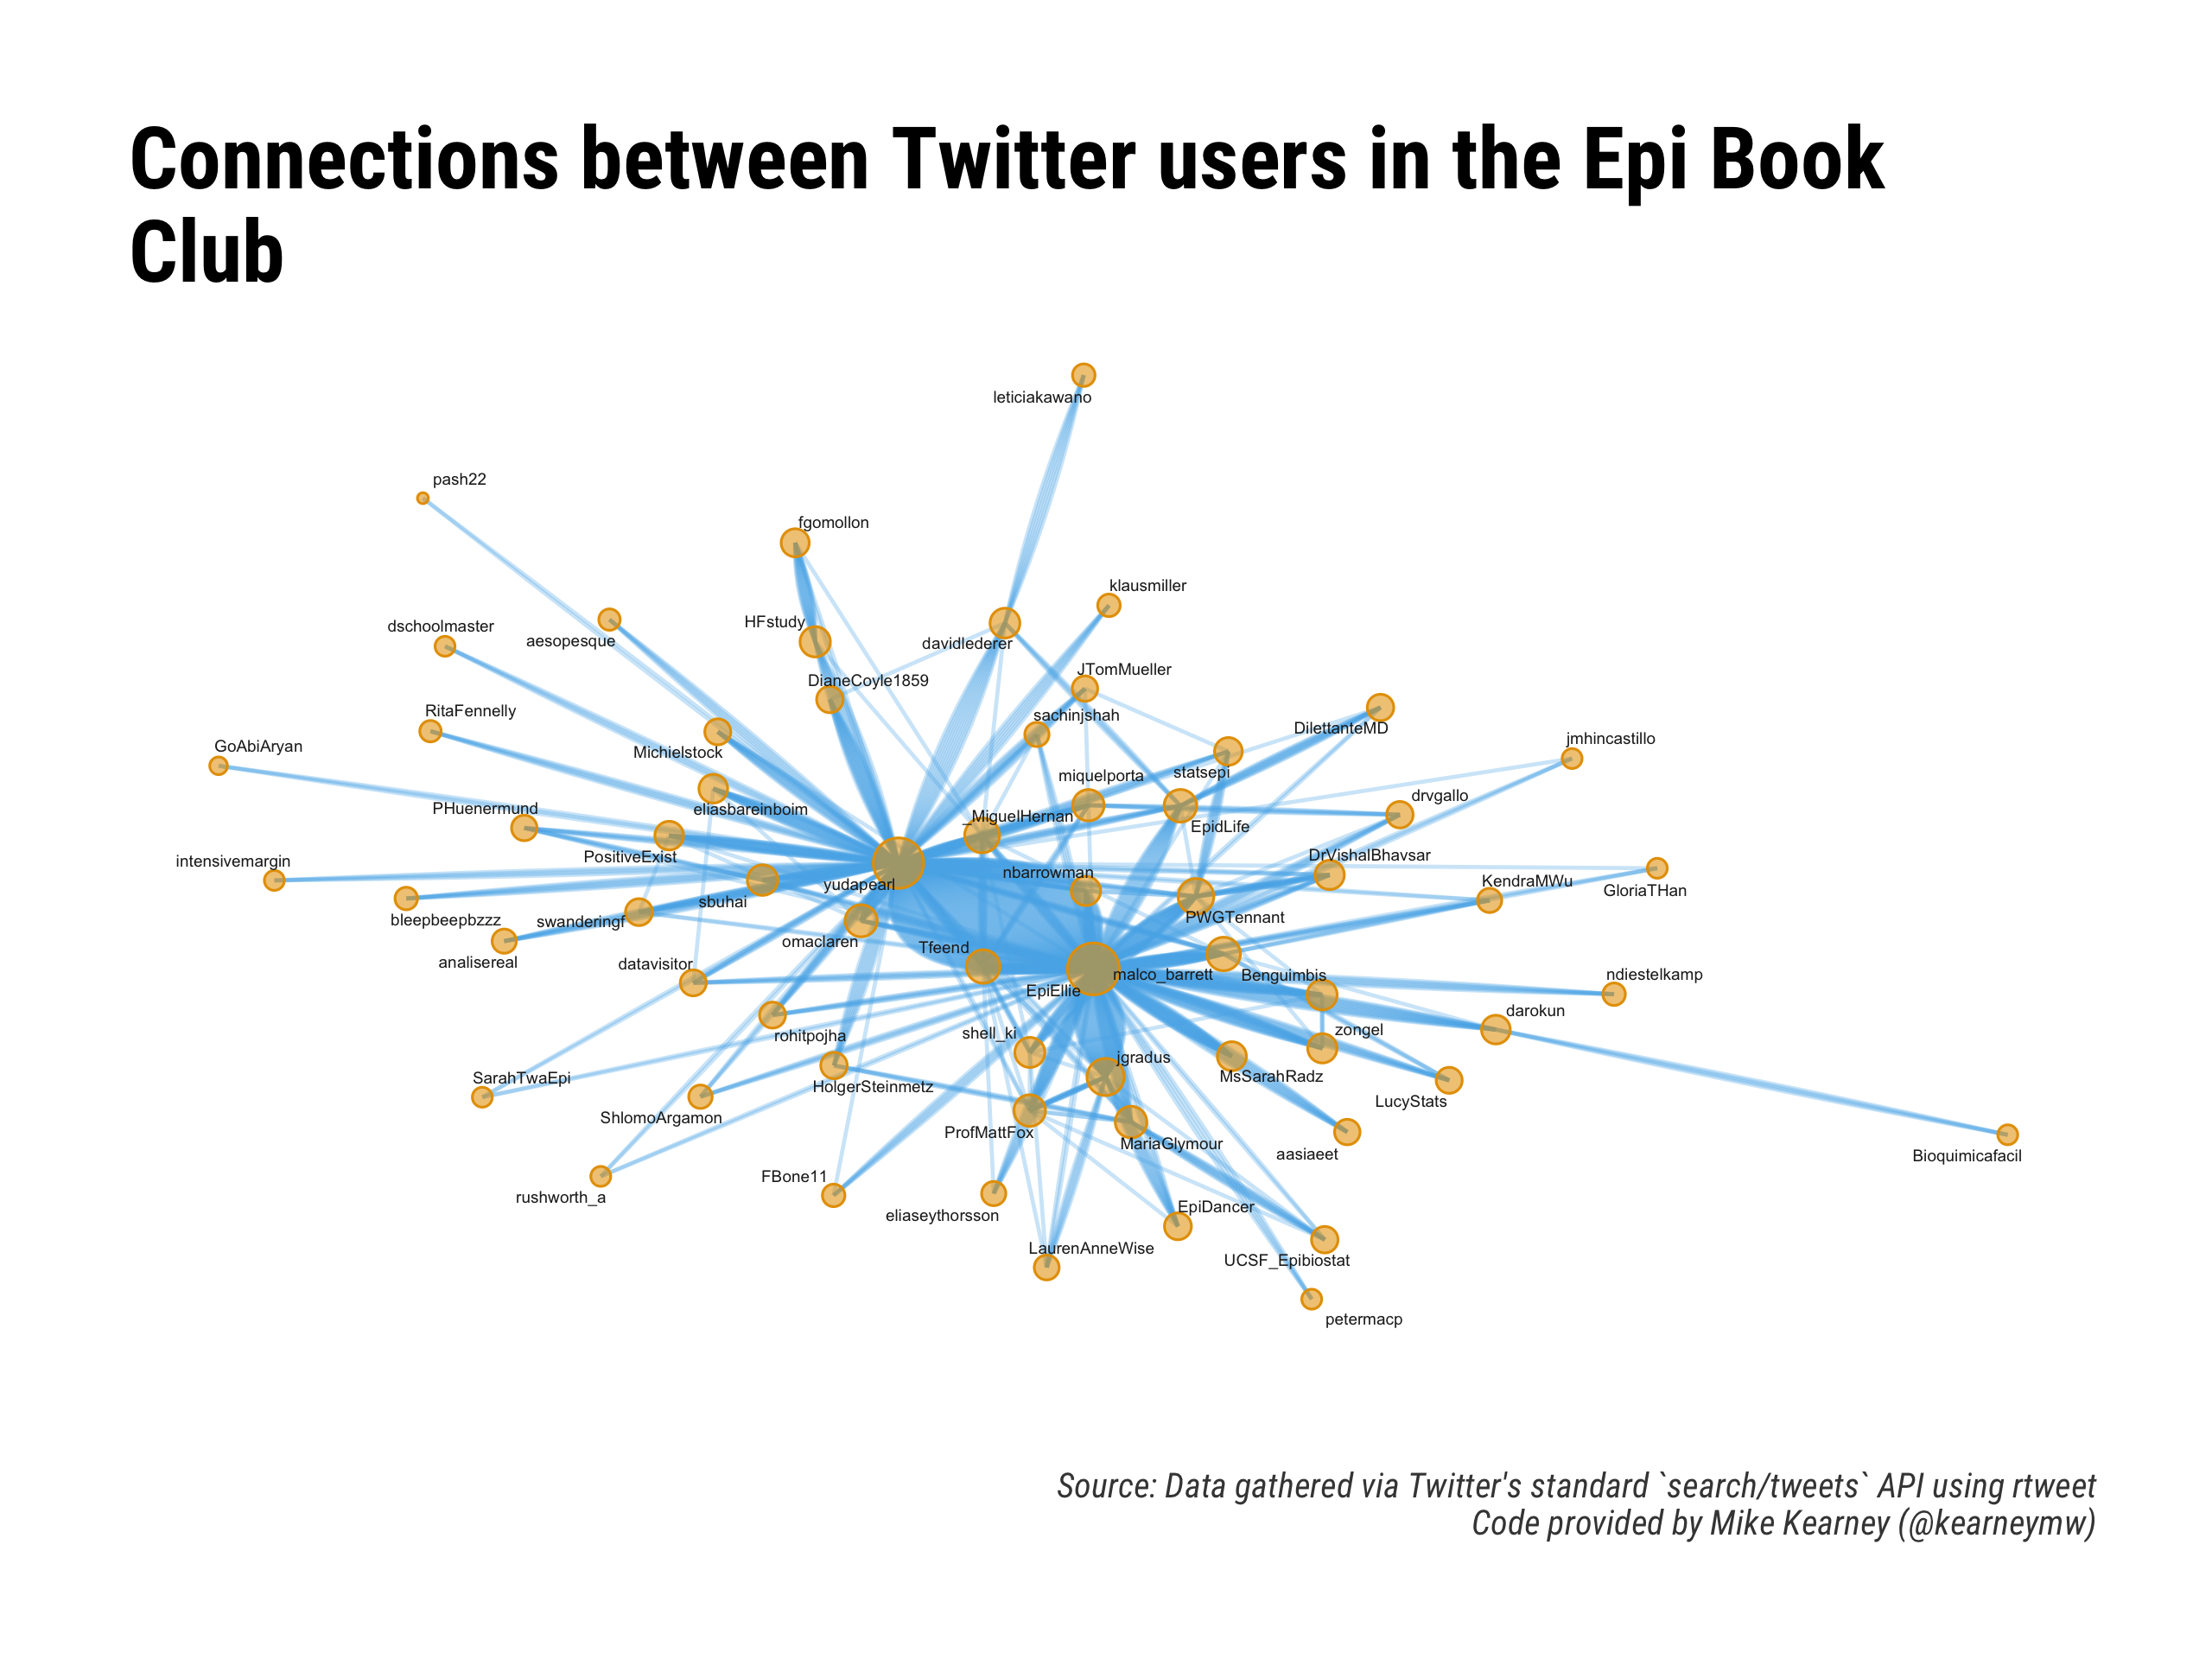 Connections between Twitter users in the Epi Book
Club
leticiakawano
pash22
fgomollon
klausmiller
HFstudy
dschoolmaster
aesopesque
davidlederer
JTomMueller
DianeCoyle1859
RitaFennelly
sachinjshah
DilettanteMD
jmhincastillo
GoAbiAryan
Michielstock
statsepi
miquelporta
drvgallo
PHuenermund
eliasbareinboim
_MiguelHernan
EpidLife
intensivemargin
PositiveExist
DrVishalBhavsar
nbarrowman
KendraMWu
GloriaTHan
yudapearl
sbuhai
bleepbeepbzzz
swanderingf
PWGTennant
omaclaren
Tfeend
analisereal
datavisitor
malco_barrett
Benguimbis
ndiestelkamp
EpiEllie
darokun
rohitpojha
shell_ki
zongel
jgradus
SarahTwaEpi
HolgerSteinmetz
MsSarahRadz
LucyStats
ShlomoArgamon
ProfMattFox
MariaGlymour
aasiaeet
Bioquimicafacil
FBone11
rushworth_a
eliaseythorsson
EpiDancer
LaurenAnneWise
UCSF_Epibiostat
petermacp
Source: Data gathered via Twitter's standard `search/tweets` API using rtweet
Code provided by Mike Kearney (@kearneymw)